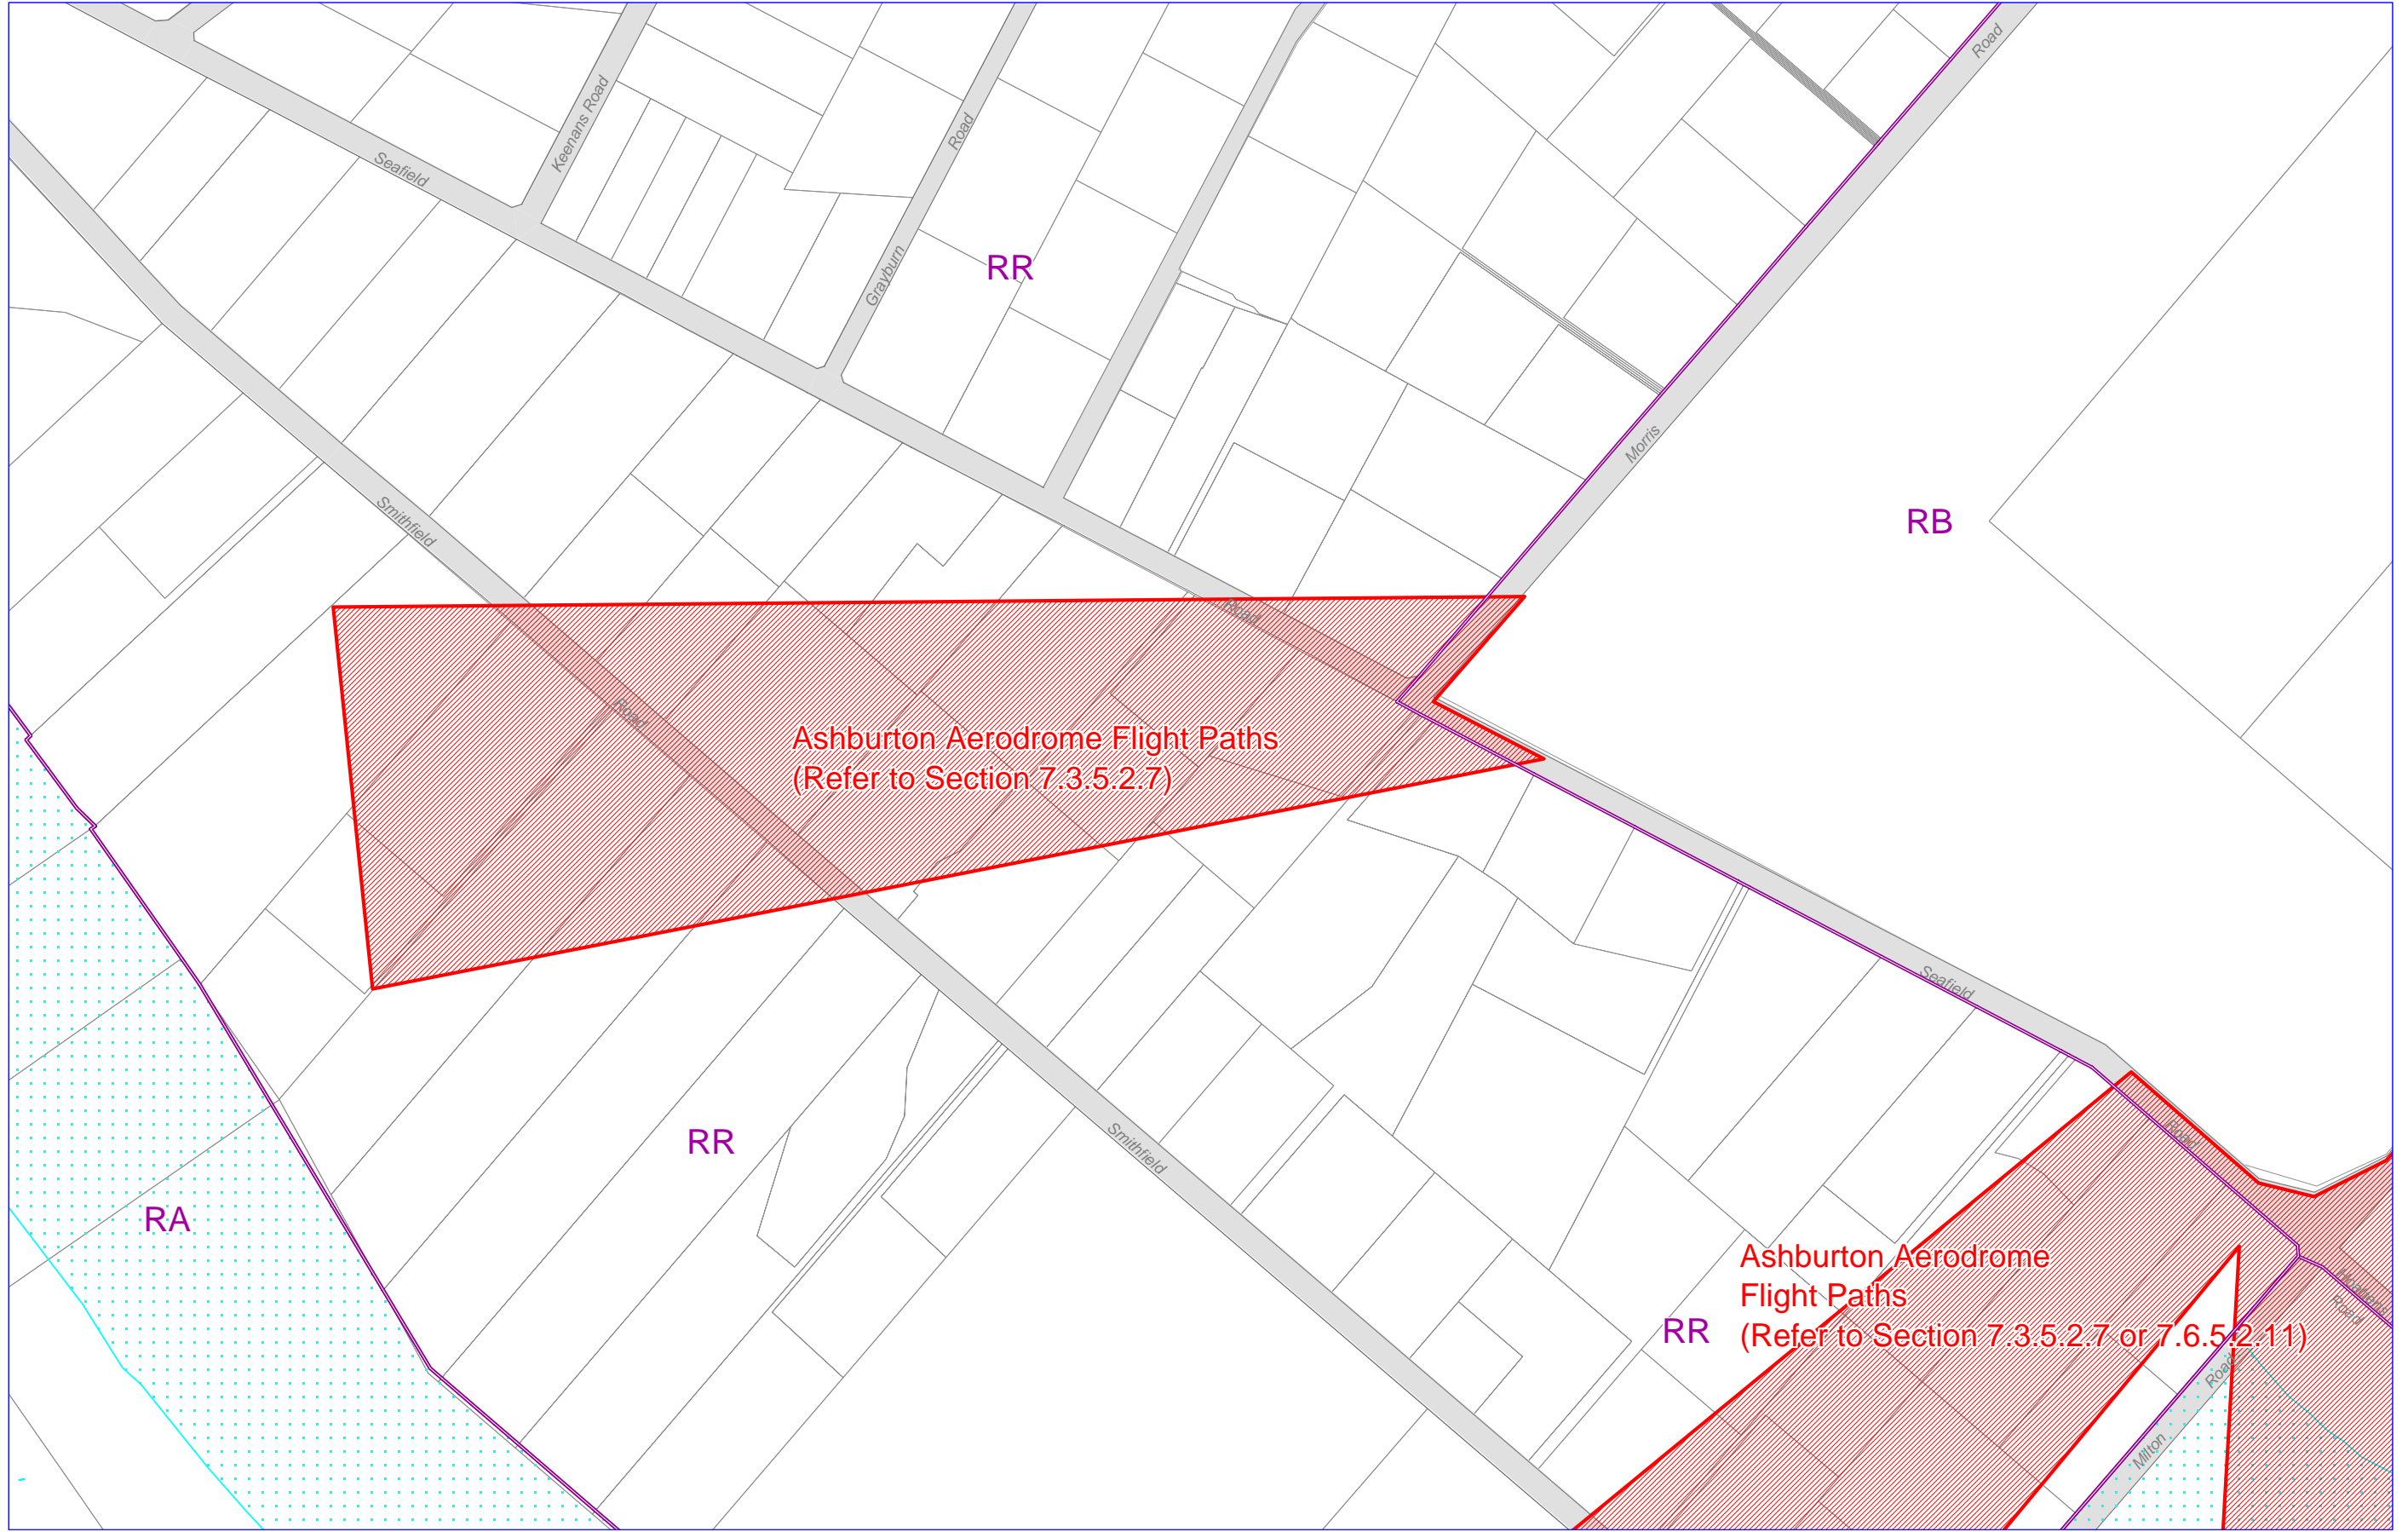 Road
Keenans Road
Road
Seafield
Grayburn
RR
Morris
RB
Smithfield
Road
Road
Ashburton Aerodrome Flight Paths
(Refer to Section 7.3.5.2.7)
Seafield
Smithfield
Road
RR
RA
Ashburton Aerodrome
Flight Paths
(Refer to Section 7.3.5.2.7 or 7.6.5.2.11)
RR
Road
Road
Milton